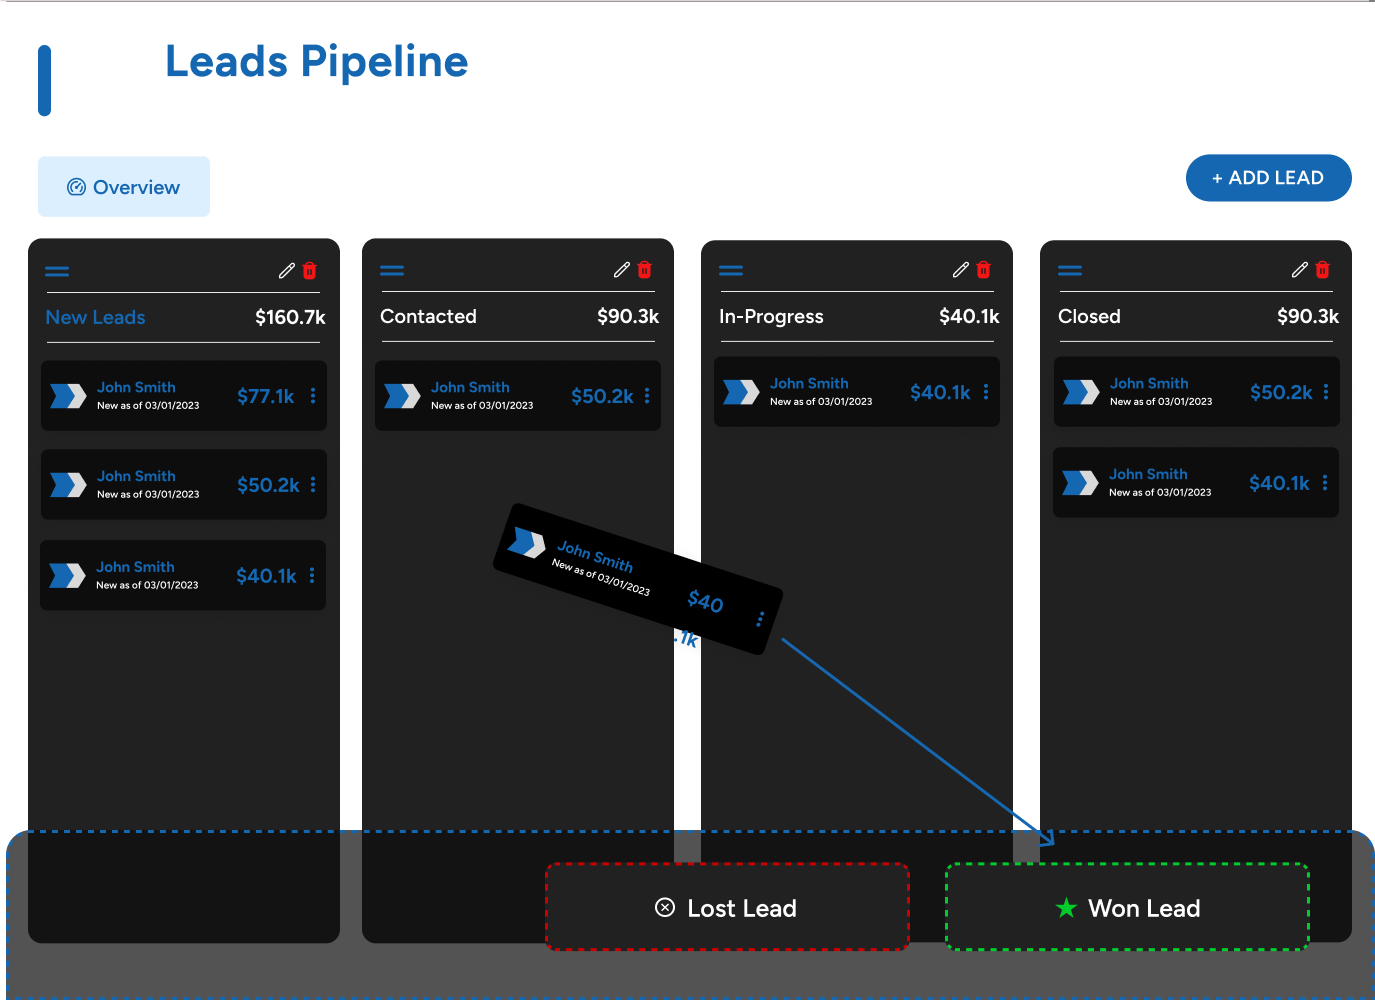 Leads Pipeline
Overview
+ ADD LEAD
New Leads $160.7k
John Smith
New as of 03/01/2023
$77.1k
John Smith
New as of 03/01/2023
$50.2k
John Smith
New as of 03/01/2023
$40.1k
Contacted $90.3k
John Smith
New as of 03/01/2023
$50.2k
John Smith
New as of 03/01/2023
$40
.1k
In-Progress $40.1k
John Smith
New as of 03/01/2023
$40.1k
Closed $90.3k
John Smith
New as of 03/01/2023
$50.2k
John Smith
New as of 03/01/2023
$40.1k
Lost Lead
Won Lead